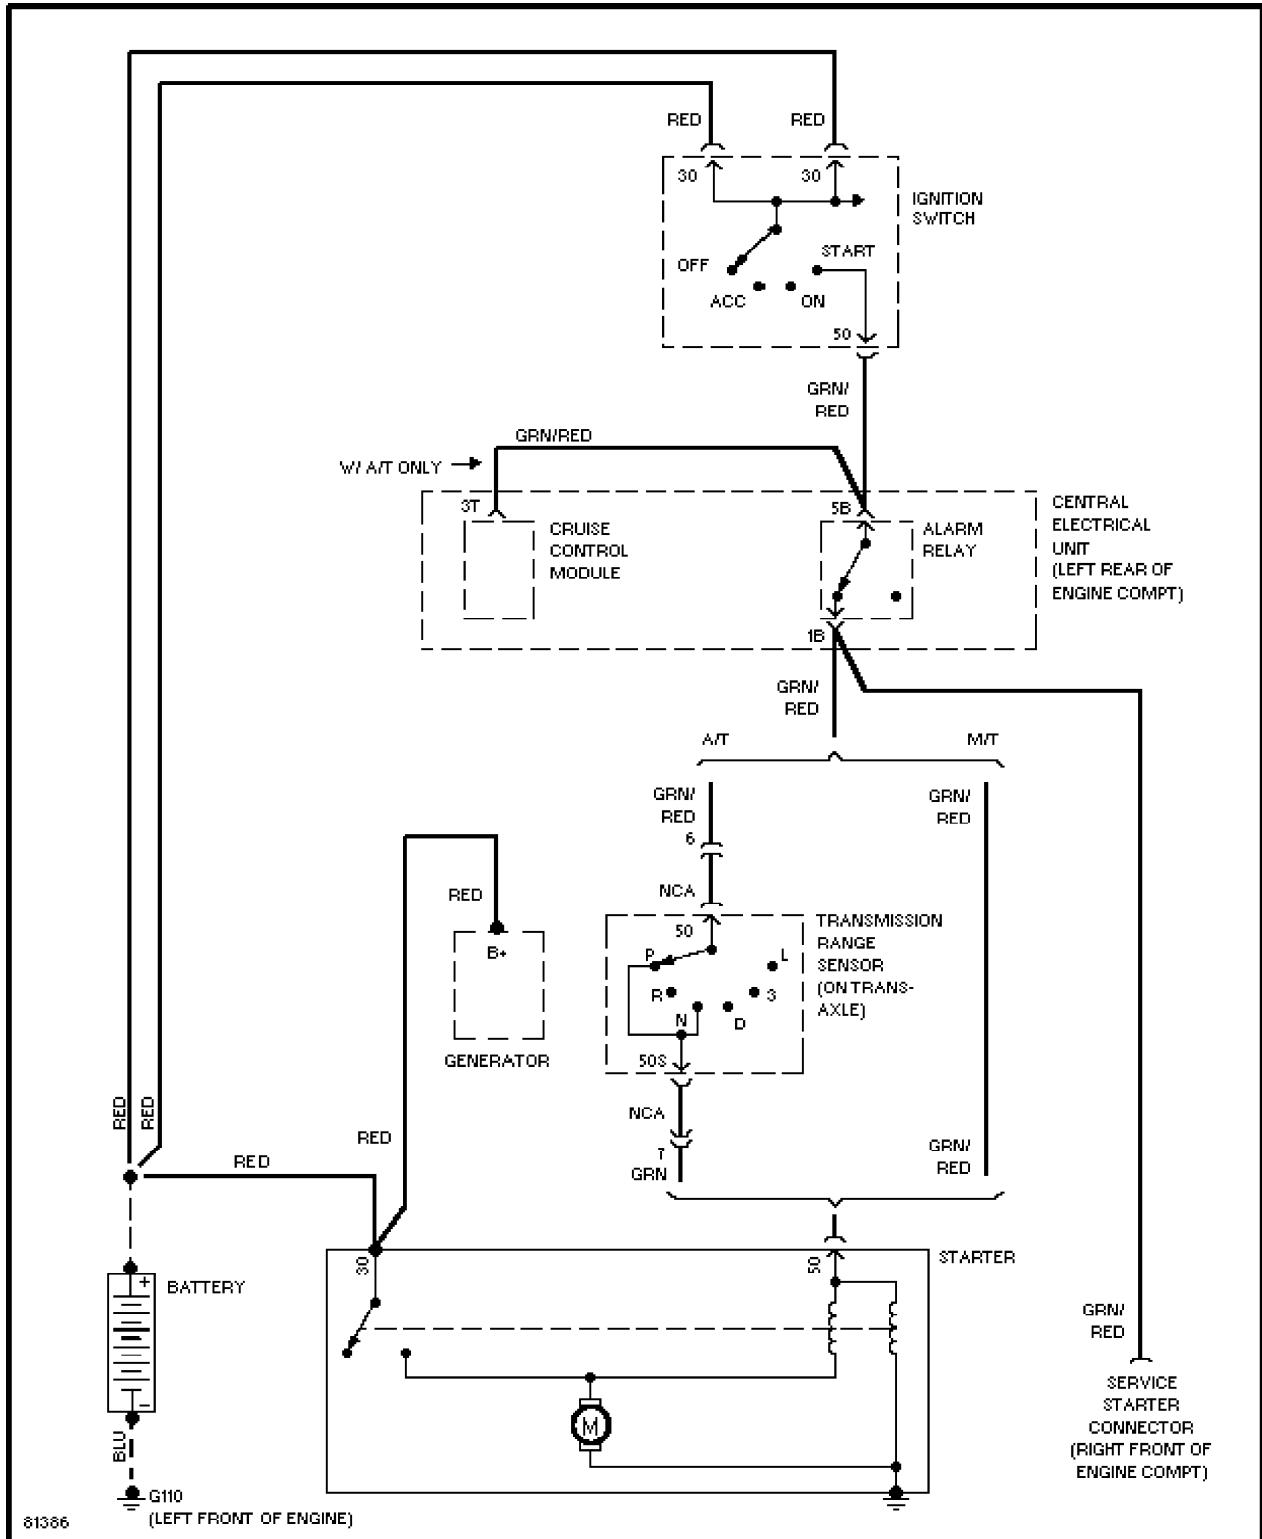 RED
RED
30
30
IGNITION
SWITCH
START
OFF
ACC
ON
50
GRN/
RED
GRN/RED
W/ A/T ONLY
3T
5B
CRUISE
CONTROL
MODULE
ALARM
RELAY
CENTRAL
ELECTRICAL
UNIT
(LEFT REAR OF
ENGINE COMPT)
1B
GRN/
RED
A/T
M/T
GRN/
RED
6
GRN/
RED
NCA
RED
B+
GENERATOR
50
P
L
R
3
N
D
50S
TRANSMISSION
RANGE
SENSOR
(ON TRANS-
AXLE)
NCA
7
GRN
GRN/
RED
RED
RED
RED
RED
30
50
STARTER
BATTERY
+
-
M
BLU
G110
(LEFT FRONT OF ENGINE)
GRN/
RED
SERVICE
STARTER
CONNECTOR
(RIGHT FRONT OF
ENGINE COMPT)
81386